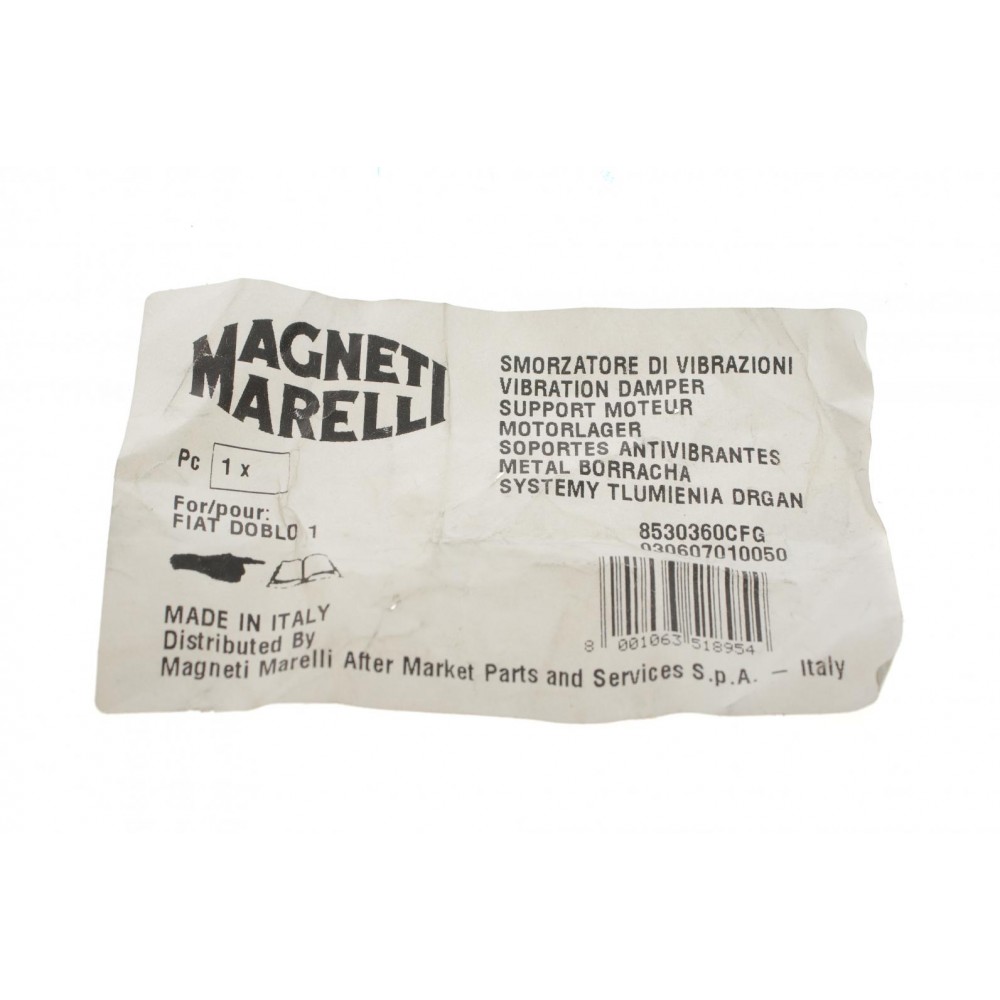 MAGNETI
MARELLI
Pc 1 x
For/pour:
FIAT DOBLO 1
SMORZATORE DI VIBRAZIONI
VIBRATION DAMPER
SUPPORT MOTEUR
MOTORLAGER
SOPORTES ANTIVIBRANTES
METAL BORRACHA
SYSTEMY TLUMIENIA DRGAN
8530360CFG
030607010050
8 001063 518954
MADE IN ITALY
Distributed By
Magneti Marelli After Market Parts and Services S.p.A. – Italy